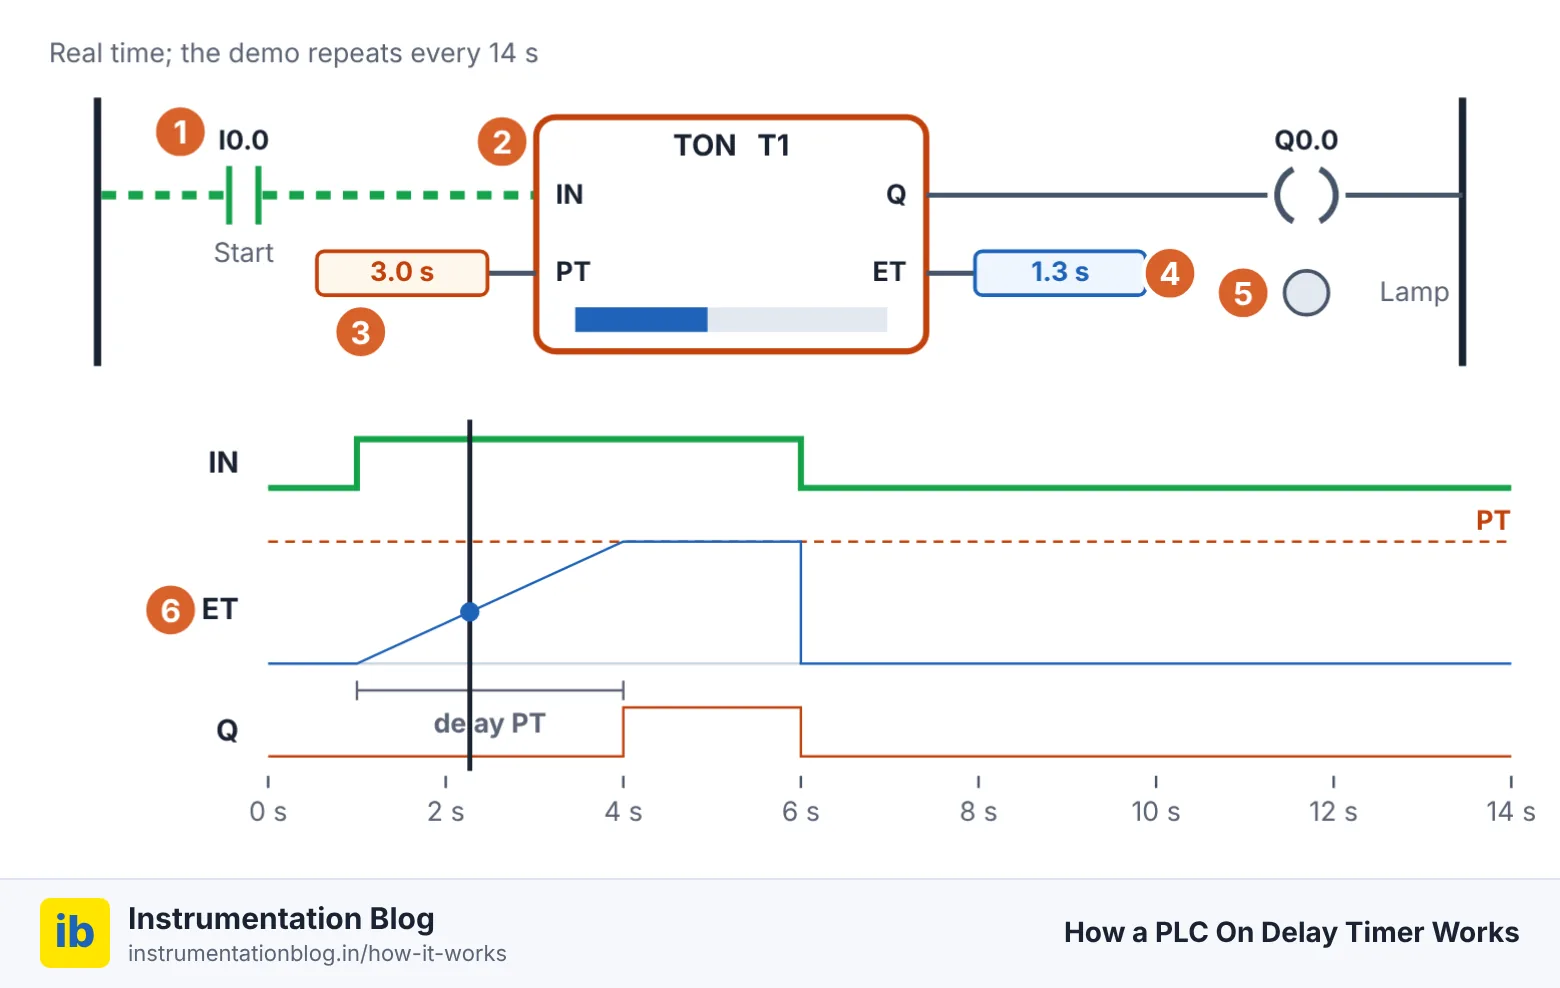 Real time; the demo repeats every 14 s
1 I0.0
2
TON T1
Q0.0
IN
Q
Start
3.0 s
PT
ET
1.3 s
4
5
Lamp
3
IN
PT
6 ET
delay PT
Q
0 s 2 s 4 s 6 s 8 s 10 s 12 s 14 s
ib
Instrumentation Blog
instrumentationblog.in/how-it-works
How a PLC On Delay Timer Works